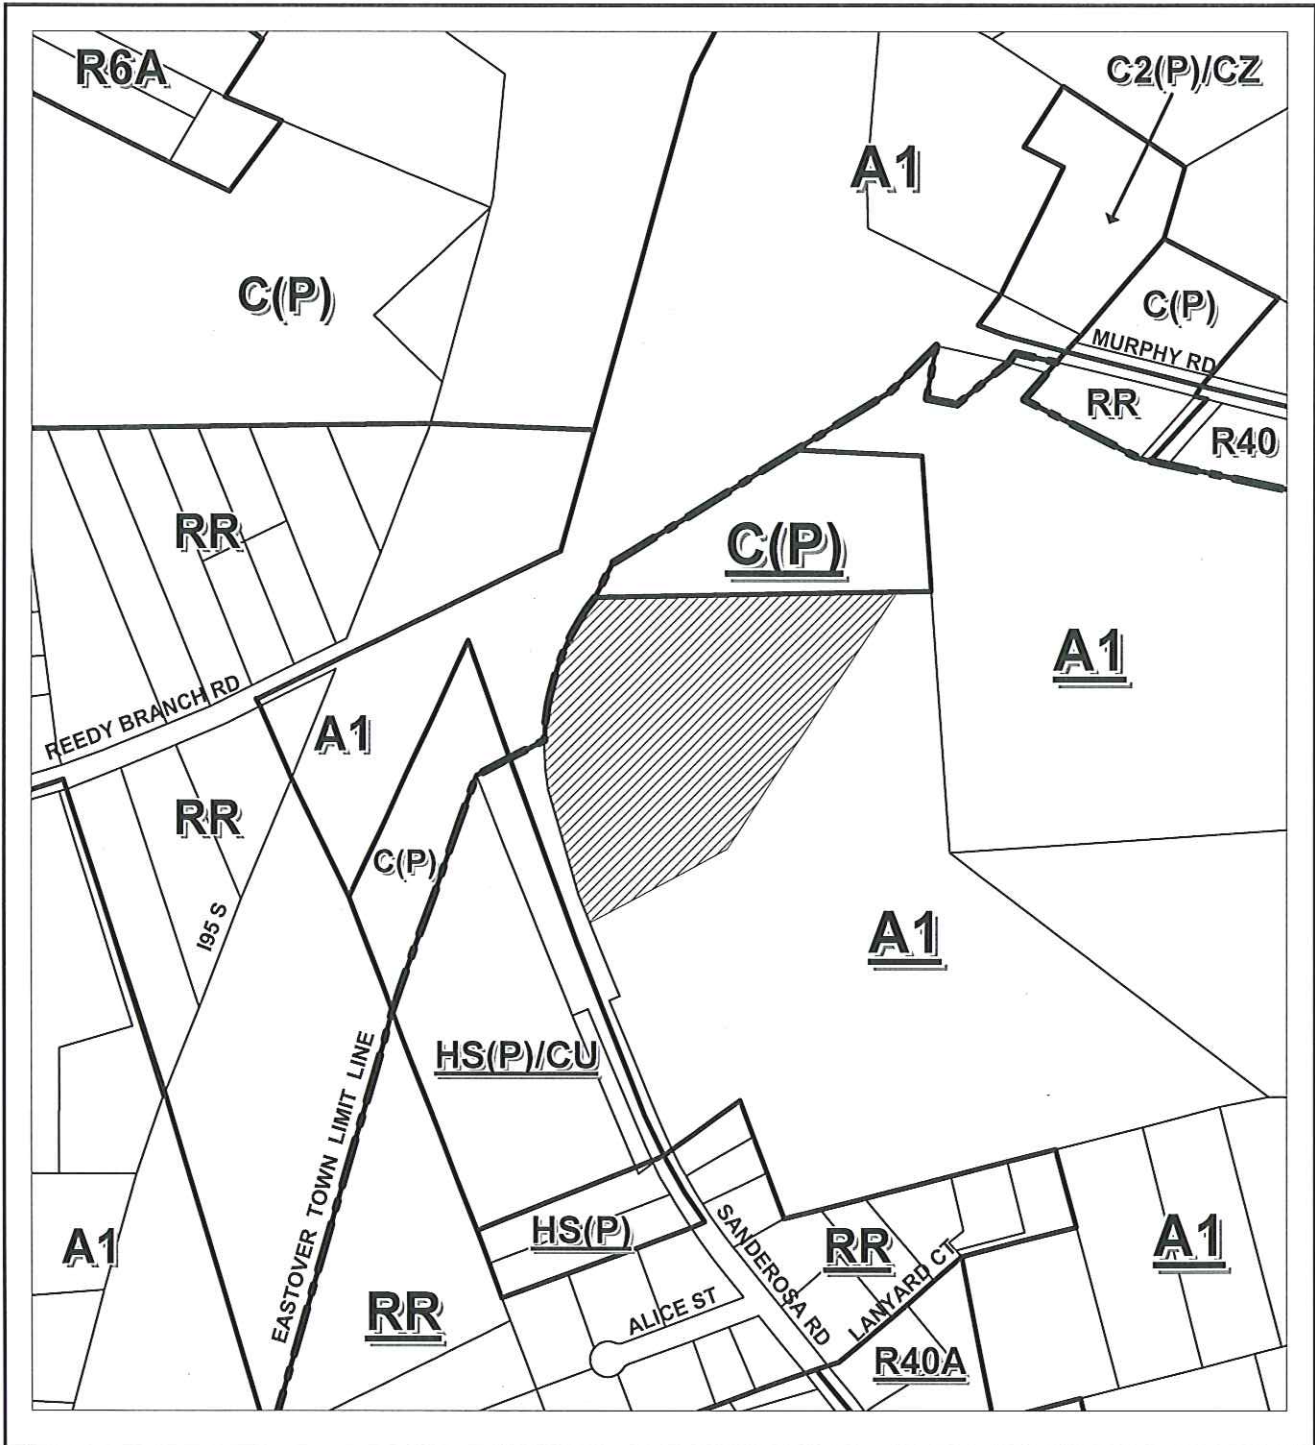 R6A
C2(P)/CZ
A1
C(P)
C(P)
MURPHY RD
RR
R40
RR
C(P)
A1
REEDY BRANCH RD
A1
RR
C(P)
I95 S
A1
HS(P)/CU
EASTOVER TOWN LIMIT LINE
HS(P)
SANDEROSA RD
RR
LANYARD CT
A1
A1
RR
ALICE ST
R40A